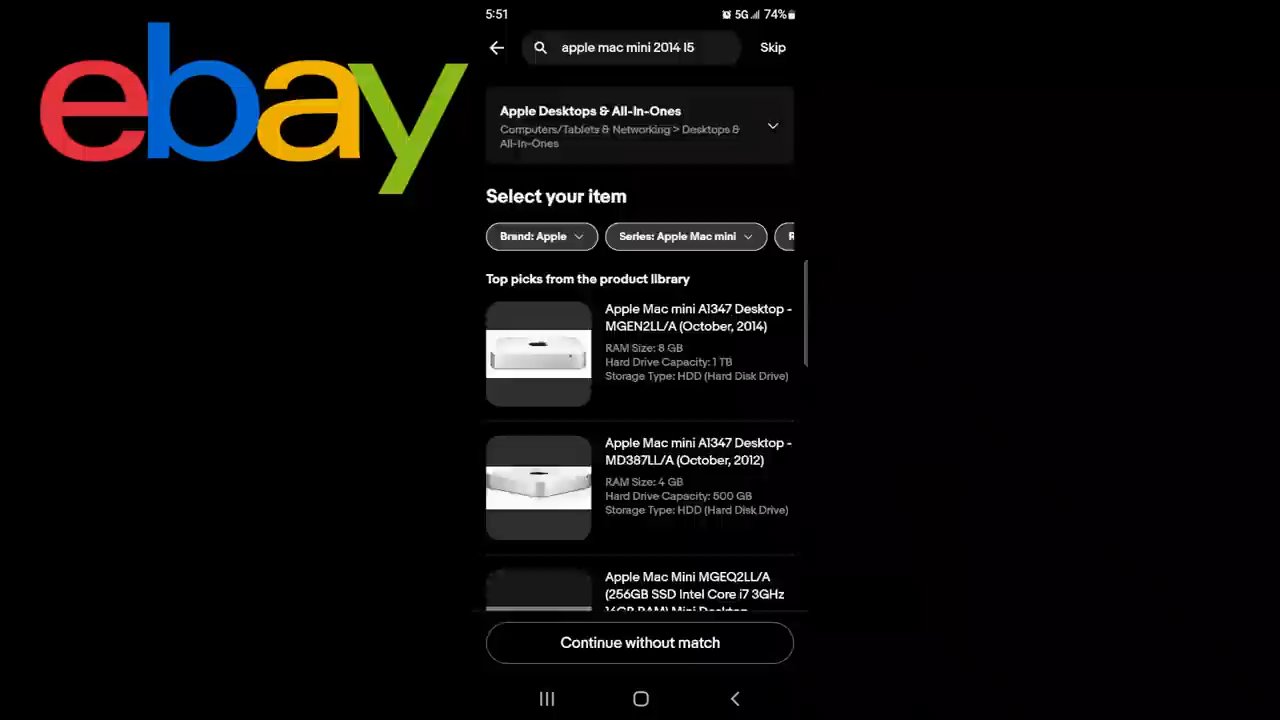 ebay
5:51
5G 74%
apple mac mini 2014 I5
Skip
Apple Desktops & All-In-Ones
Computers/Tablets & Networking > Desktops &
All-In-Ones
Select your item
Brand: Apple
Series: Apple Mac mini
R
Top picks from the product library
Apple Mac mini A1347 Desktop -
MGEN2LL/A (October, 2014)
RAM Size: 8 GB
Hard Drive Capacity: 1 TB
Storage Type: HDD (Hard Disk Drive)
Apple Mac mini A1347 Desktop -
MD387LL/A (October, 2012)
RAM Size: 4 GB
Hard Drive Capacity: 500 GB
Storage Type: HDD (Hard Disk Drive)
Apple Mac Mini MGEQ2LL/A
(256GB SSD Intel Core i7 3GHz
16GB RAM) Mini Desktop
Continue without match